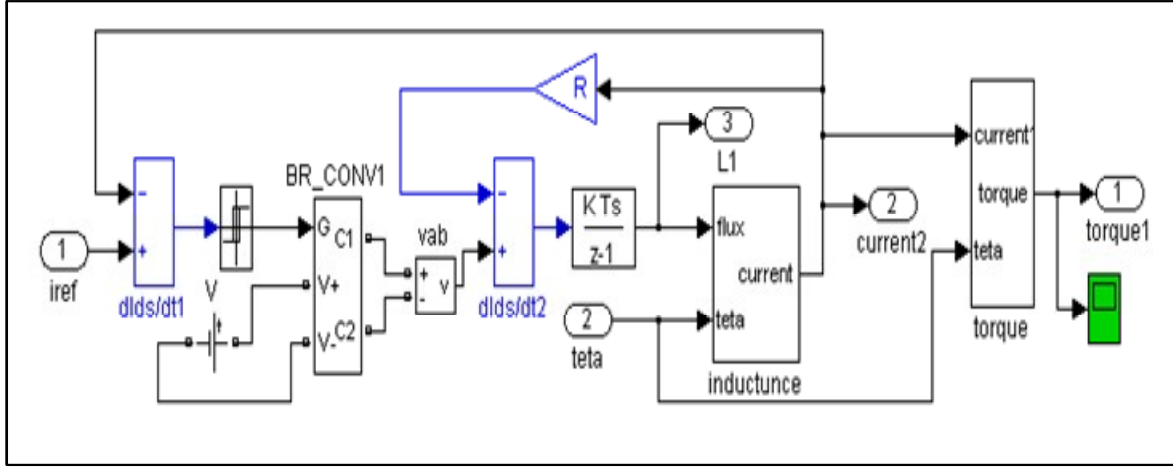 R
3
L1
BR_CONV1
current1
torque
teta
1
torque1
torque
KTs
z-1
flux
current
teta
inductunce
2
current2
vab
+
-
v
G
C1
V+
C2
V-
-
+
dIds/dt1
-
+
dIds/dt2
1
iref
V
2
teta